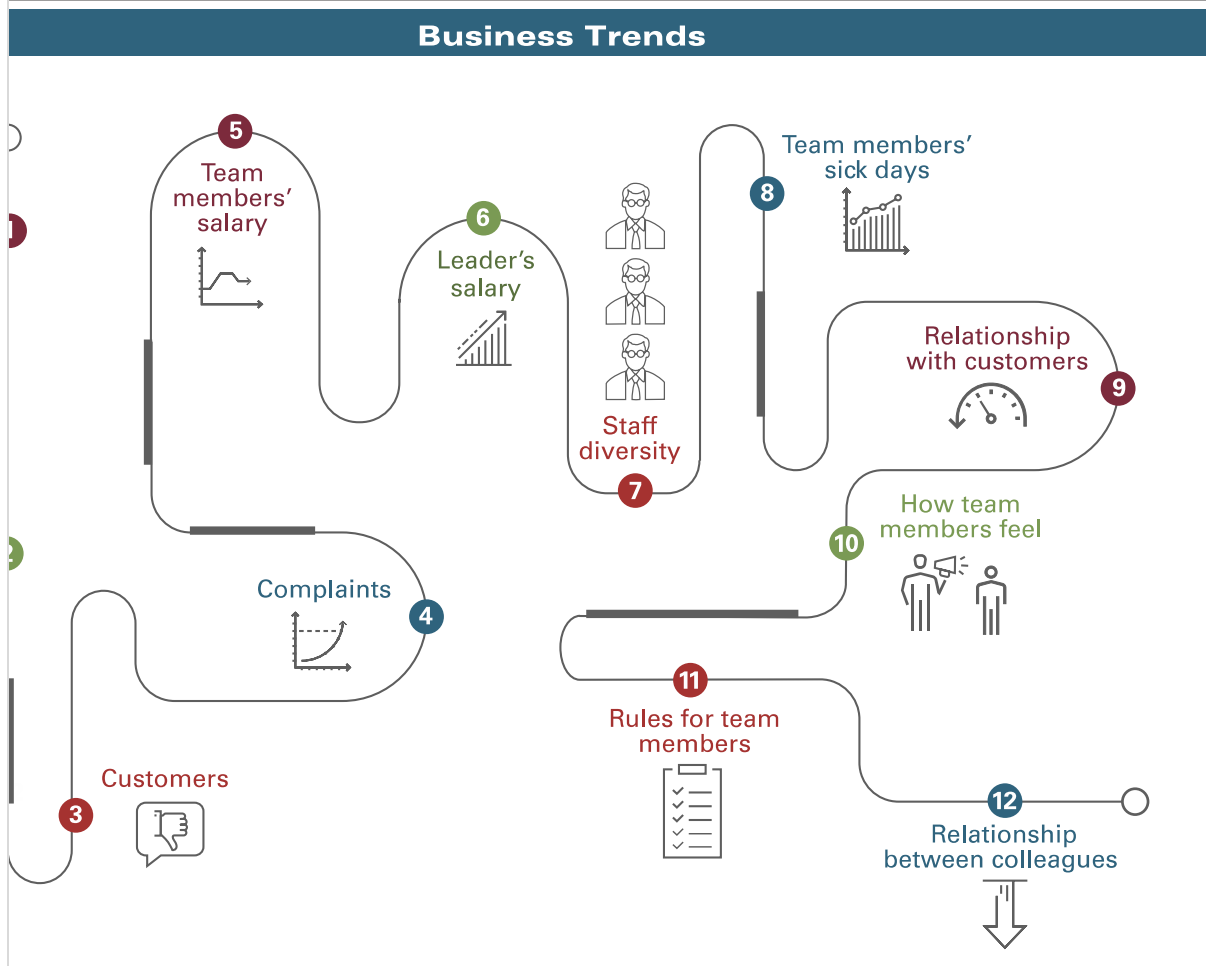 Business Trends
1
2
3
Customers
4
Complaints
5
Team
members’
salary
6
Leader’s
salary
7
Staff
diversity
8
Team members’
sick days
9
Relationship
with customers
10
How team
members feel
11
Rules for team
members
12
Relationship
between colleagues